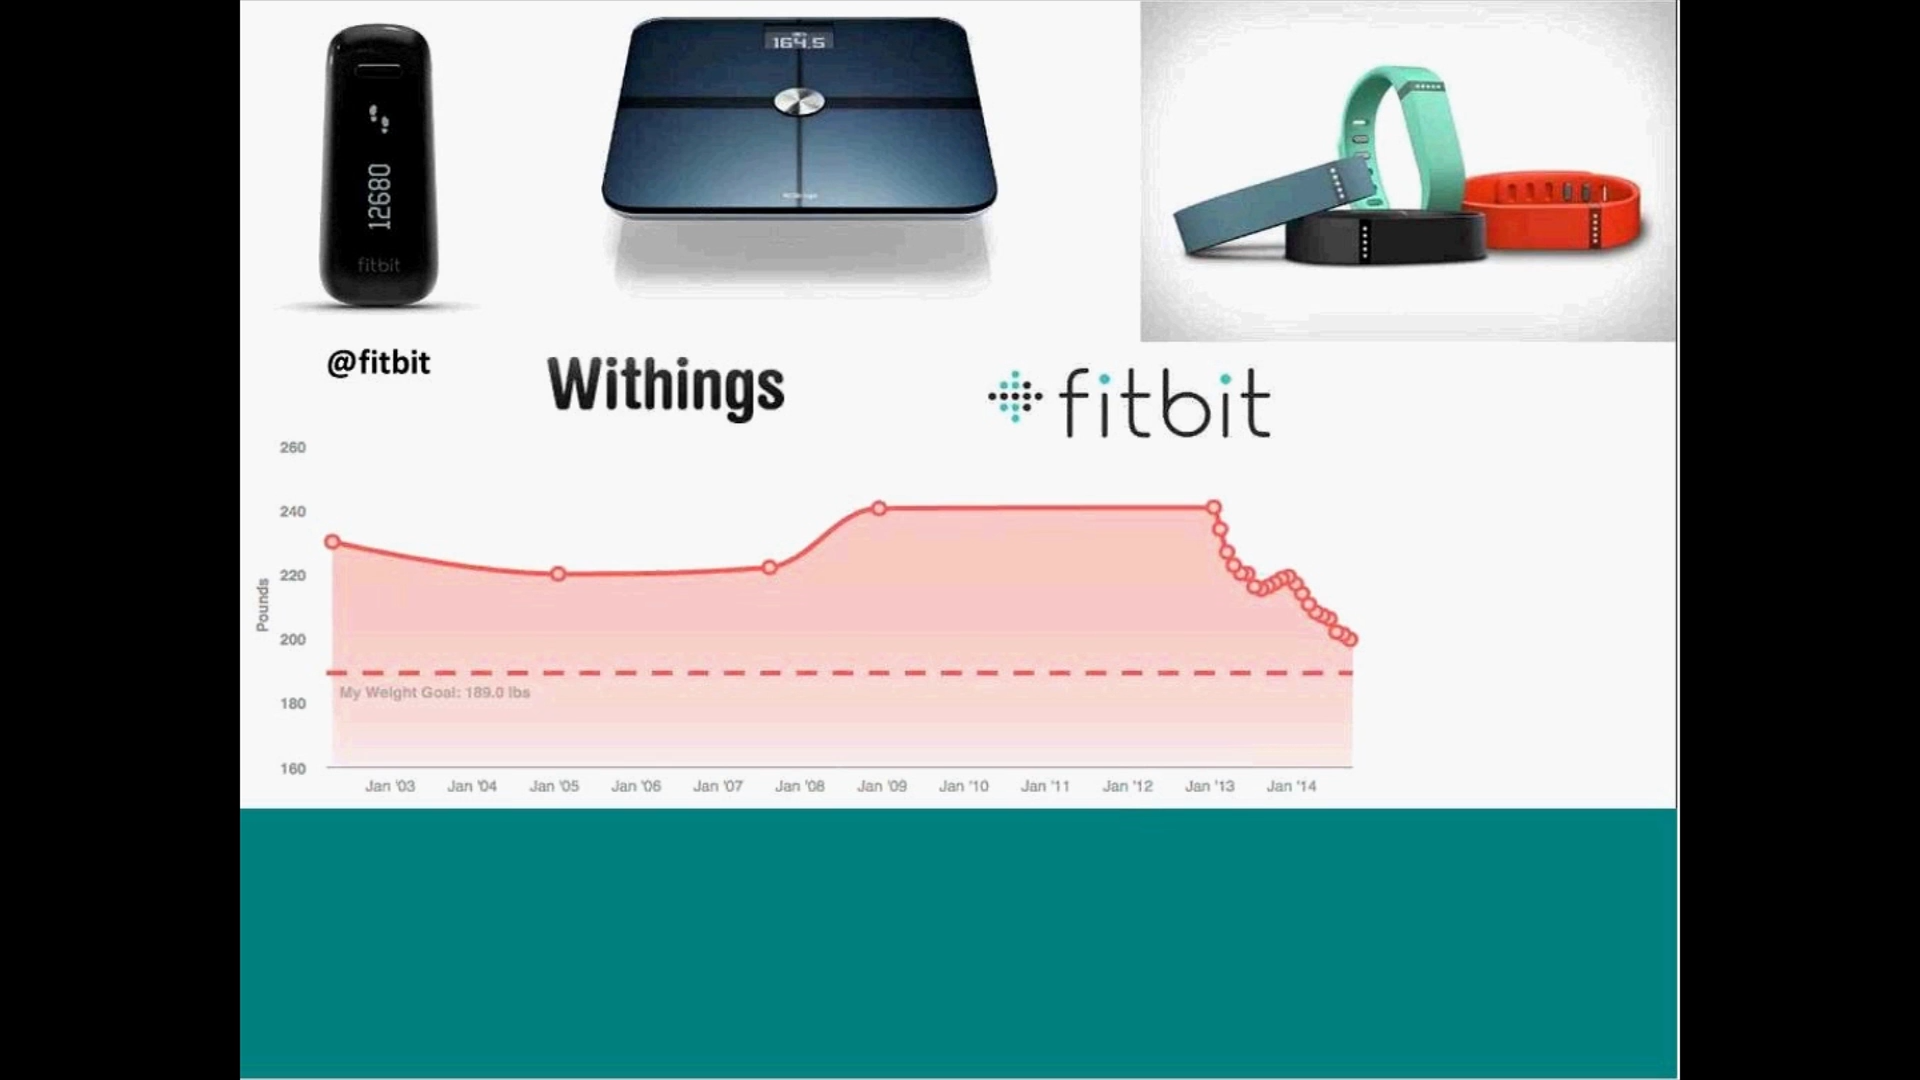 164.5
12680
fitbit
Withings
@fitbit
Withings
fitbit
260
240
220
200
180
160
Pounds
My Weight Goal: 189.0 lbs
Jan '03 Jan '04 Jan '05 Jan '06 Jan '07 Jan '08 Jan '09 Jan '10 Jan '11 Jan '12 Jan '13 Jan '14